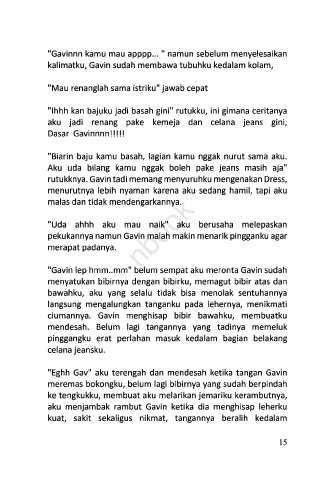 "Gavinnn kamu mau apppp... " namun sebelum menyelesaikan
kalimatku, Gavin sudah membawa tubuhku kedalam kolam,
"Mau renanglah sama istriku" jawab cepat
"Ihhh kan bajuku jadi basah gini" rutukku, ini gimana ceritanya
aku jadi renang pake kemeja dan celana jeans gini,
Dasar Gavinnnn!!!!!
"Biarin baju kamu basah, lagian kamu nggak nurut sama aku.
Aku uda bilang kamu nggak boleh pake jeans masih aja"
rutukknya. Gavin tadi memang menyuruhku mengenakan Dress,
menurutnya lebih nyaman karena aku sedang hamil, tapi aku
malas dan tidak mendengarkannya.
"Uda ahhh aku mau naik" aku berusaha melepaskan
pekukannya namun Gavin malah makin menarik pingganku agar
merapat padanya.
"Gavin lep hmm..mm" belum sempat aku meronta Gavin sudah
menyatukan bibirnya dengan bibirku, memagut bibir atas dan
bawahku, aku yang selalu tidak bisa menolak sentuhannya
langsung mengalungkan tanganku pada lehernya, menikmati
ciumannya. Gavin menghisap bibir bawahku, membuatku
mendesah. Belum lagi tangannya yang tadinya memeluk
pingganggku erat perlahan masuk kedalam bagian belakang
celana jeansku.
"Eghh Gav" aku terengah dan mendesah ketika tangan Gavin
meremas bokongku, belum lagi bibirnya yang sudah berpindah
ke tengkukku, membuat aku melarikan jemariku kerambutnya,
aku menjambak rambut Gavin ketika dia menghisap leherku
kuat, sakit sekaligus nikmat, tangannya beralih kedalam
15